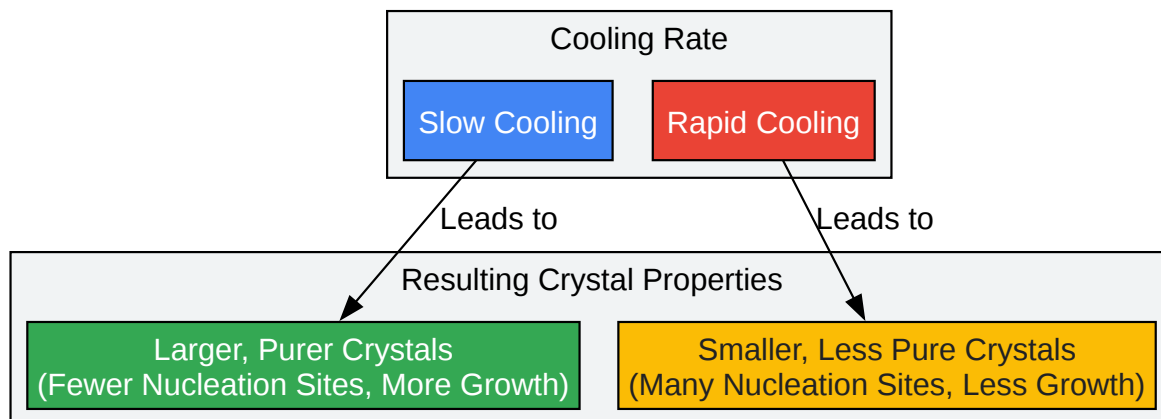 Cooling Rate
Slow Cooling
Rapid Cooling
Leads to
Leads to
Resulting Crystal Properties
Larger, Purer Crystals
(Fewer Nucleation Sites, More Growth)
Smaller, Less Pure Crystals
(Many Nucleation Sites, Less Growth)